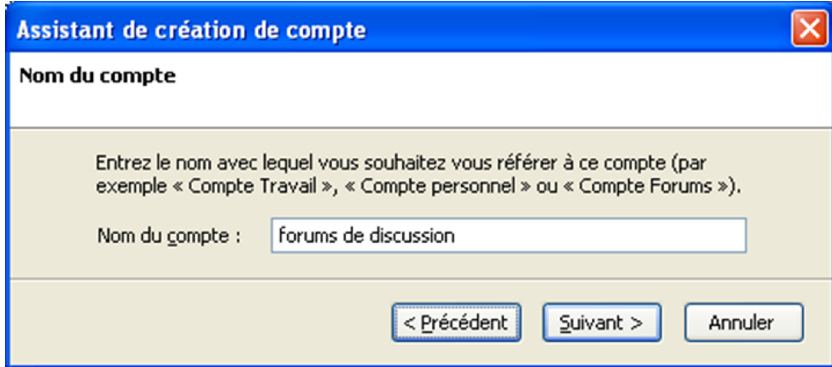 Assistant de création de compte
Nom du compte
Entrez le nom avec lequel vous souhaitez vous référer à ce compte (par
exemple « Compte Travail », « Compte personnel » ou « Compte Forums »).
Nom du compte : forums de discussion
< Précédent Suivant > Annuler